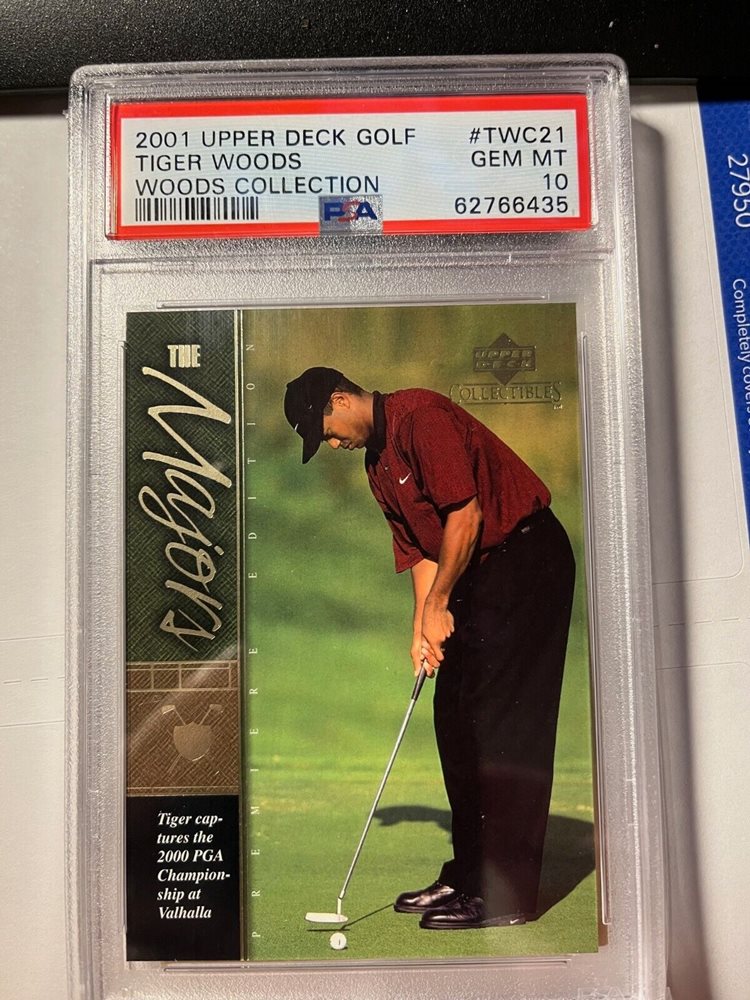 2001 UPPER DECK GOLF #TWC21
TIGER WOODS GEM MT
WOODS COLLECTION 10
PSA 62766435
THE
Majors
UPPER
DECK
COLLECTIBLES
PREMIERE EDITION
Tiger cap-
tures the
2000 PGA
Champion-
ship at
Valhalla
27950